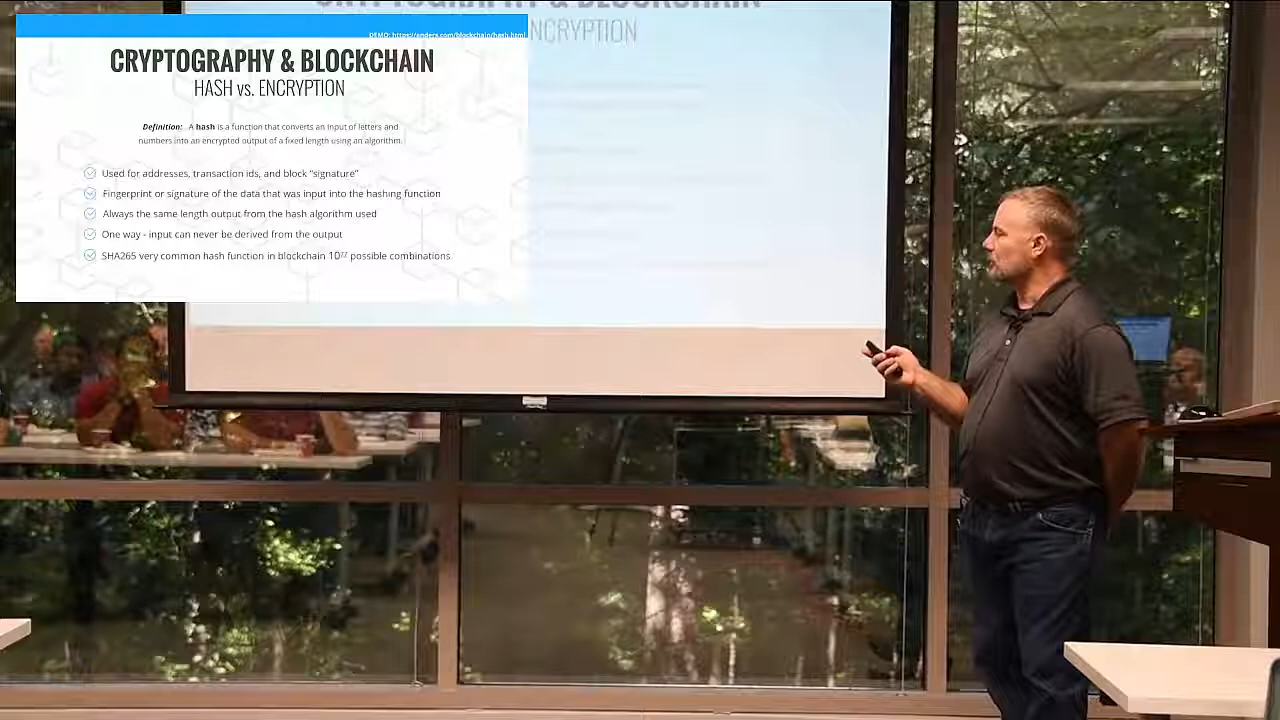 DEMO: https://anders.com/blockchain/hash.html
CRYPTOGRAPHY & BLOCKCHAIN
HASH vs. ENCRYPTION
Definition: A hash is a function that converts an input of letters and
numbers into an encrypted output of a fixed length using an algorithm.
Used for addresses, transaction ids, and block "signature"
Fingerprint or signature of the data that was input into the hashing function
Always the same length output from the hash algorithm used
One way - input can never be derived from the output
SHA265 very common hash function in blockchain 10⁷⁷ possible combinations
CRYPTOGRAPHY & BLOCKCHAIN
ENCRYPTION